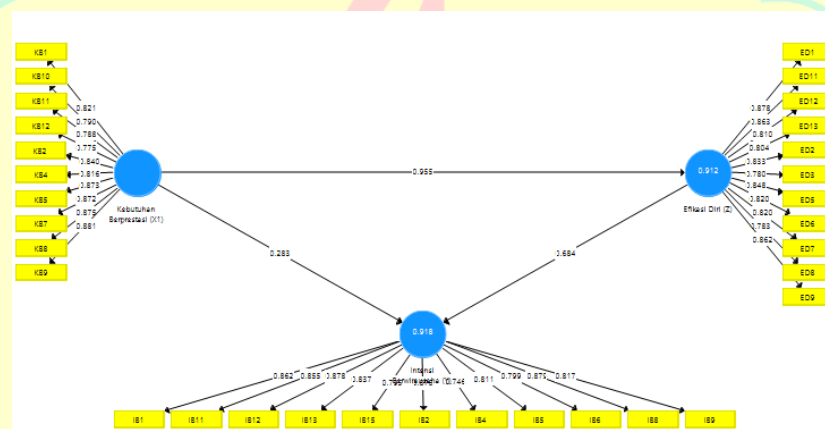 KB1
KB10
KB11
KB12
KB2
KB4
KB5
KB7
KB8
KB9
0.821
0.790
0.788
0.775
0.840
0.816
0.873
0.872
0.875
0.881
Kebutuhan
Berprestasi (X1)
0.955
0.283
0.684
0.912
Efikasi Diri (Z)
ED1
ED11
ED12
ED13
ED2
ED3
ED5
ED6
ED7
ED8
ED9
0.878
0.863
0.810
0.804
0.833
0.780
0.848
0.820
0.820
0.783
0.862
0.918
Intensi
0.862
0.855
0.878
0.837
0.746
0.811
0.799
0.875
0.817
IB1
IB11
IB12
IB13
IB15
IB2
IB4
IB5
IB6
IB8
IB9